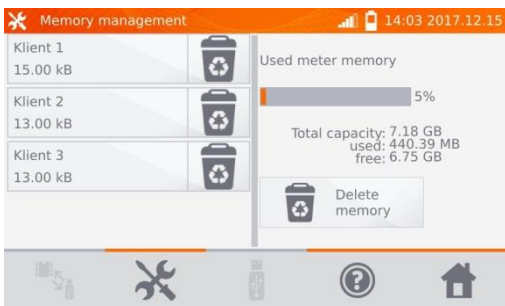 Memory management
14:03 2017.12.15
Klient 1
15.00 kB
Klient 2
13.00 kB
Klient 3
13.00 kB
Used meter memory
5%
Total capacity: 7.18 GB
used: 440.39 MB
free: 6.75 GB
Delete
memory